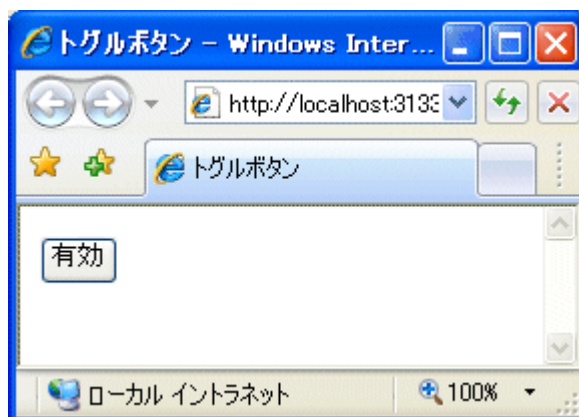 トグルボタン - Windows Inter...
http://localhost:3133
トグルボタン
有効
ローカル イントラネット
100%